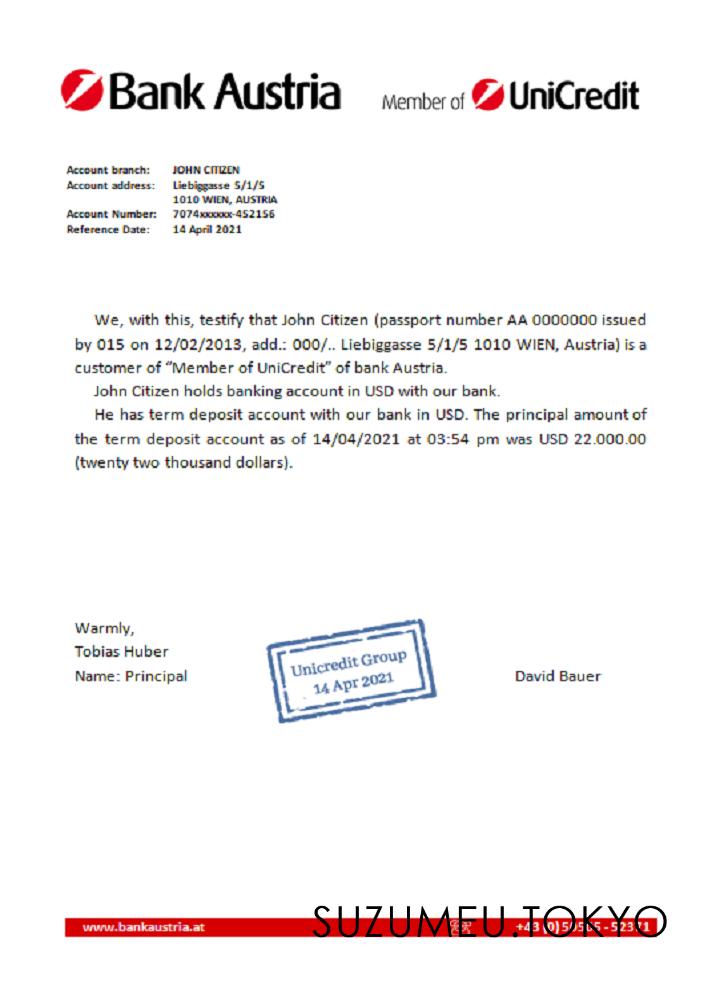 Bank Austria Member of UniCredit
Account branch: JOHN CITIZEN
Account address: Liebiggasse 5/1/5
1010 WIEN, AUSTRIA
Account Number: 7074xxxxxx-452156
Reference Date: 14 April 2021
We, with this, testify that John Citizen (passport number AA 0000000 issued
by 015 on 12/02/2013, add.: 000/.. Liebiggasse 5/1/5 1010 WIEN, Austria) is a
customer of “Member of UniCredit” of bank Austria.
John Citizen holds banking account in USD with our bank.
He has term deposit account with our bank in USD. The principal amount of
the term deposit account as of 14/04/2021 at 03:54 pm was USD 22.000.00
(twenty two thousand dollars).
Warmly,
Tobias Huber
Name: Principal
Unicredit Group
14 Apr 2021
David Bauer
www.bankaustria.at
SUZUMEU.TOKYO
+43 (0)